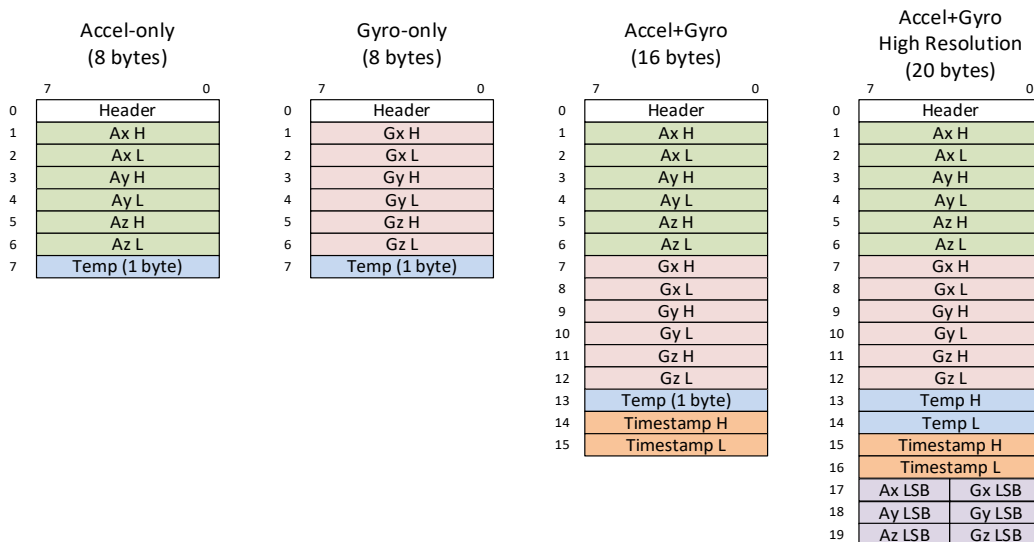 Accel-only
(8 bytes)
7 0
0 Header
1 Ax H
2 Ax L
3 Ay H
4 Ay L
5 Az H
6 Az L
7 Temp (1 byte)
Gyro-only
(8 bytes)
7 0
0 Header
1 Gx H
2 Gx L
3 Gy H
4 Gy L
5 Gz H
6 Gz L
7 Temp (1 byte)
Accel+Gyro
(16 bytes)
7 0
0 Header
1 Ax H
2 Ax L
3 Ay H
4 Ay L
5 Az H
6 Az L
7 Gx H
8 Gx L
9 Gy H
10 Gy L
11 Gz H
12 Gz L
13 Temp (1 byte)
14 Timestamp H
15 Timestamp L
Accel+Gyro
High Resolution
(20 bytes)
7 0
0 Header
1 Ax H
2 Ax L
3 Ay H
4 Ay L
5 Az H
6 Az L
7 Gx H
8 Gx L
9 Gy H
10 Gy L
11 Gz H
12 Gz L
13 Temp H
14 Temp L
15 Timestamp H
16 Timestamp L
17 Ax LSB Gx LSB
18 Ay LSB Gy LSB
19 Az LSB Gz LSB